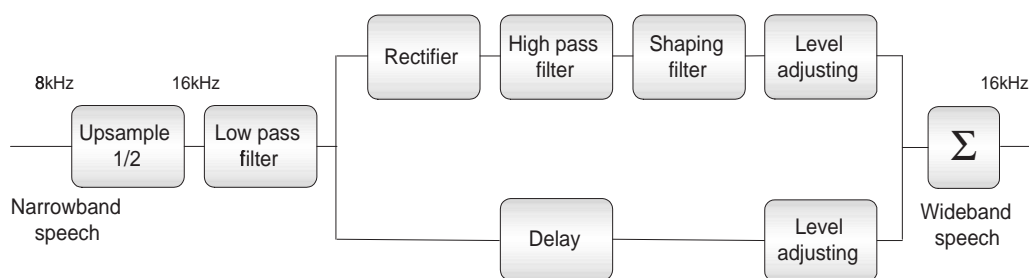 8kHz
16kHz
Upsample
1/2
Low pass
filter
Narrowband
speech
Rectifier
High pass
filter
Shaping
filter
Level
adjusting
Delay
Level
adjusting
16kHz
Σ
Wideband
speech